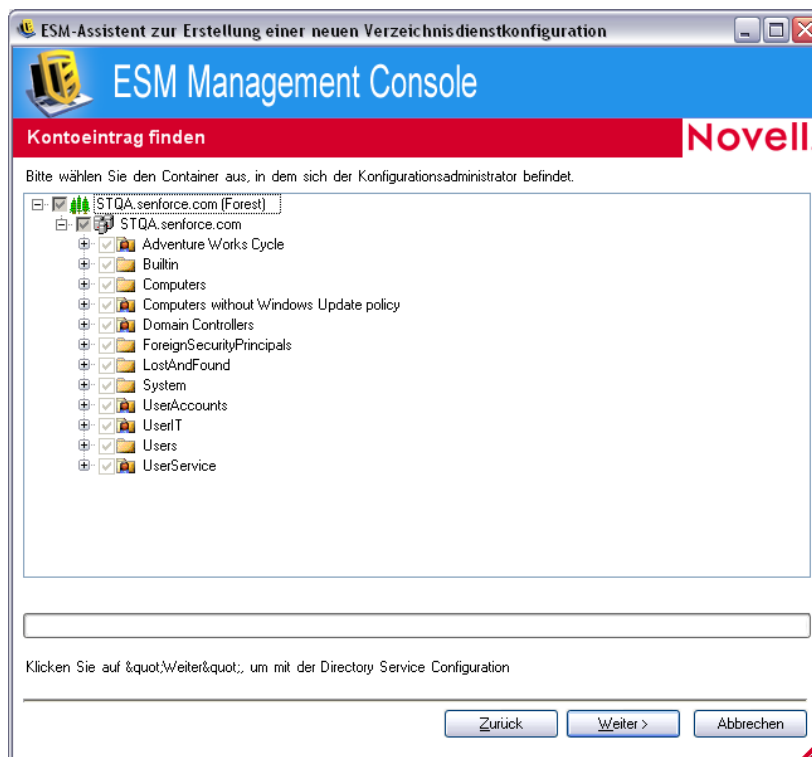 ESM-Assistent zur Erstellung einer neuen Verzeichnisdienstkonfiguration
ESM Management Console
Kontoeintrag finden
Novell.
Bitte wählen Sie den Container aus, in dem sich der Konfigurationsadministrator befindet.
STQA.senforce.com (Forest)
STQA.senforce.com
Adventure Works Cycle
Builtin
Computers
Computers without Windows Update policy
Domain Controllers
ForeignSecurityPrincipals
LostAndFound
System
UserAccounts
UserIT
Users
UserService
Klicken Sie auf &quot;Weiter&quot;, um mit der Directory Service Configuration
Zurück
Weiter >
Abbrechen